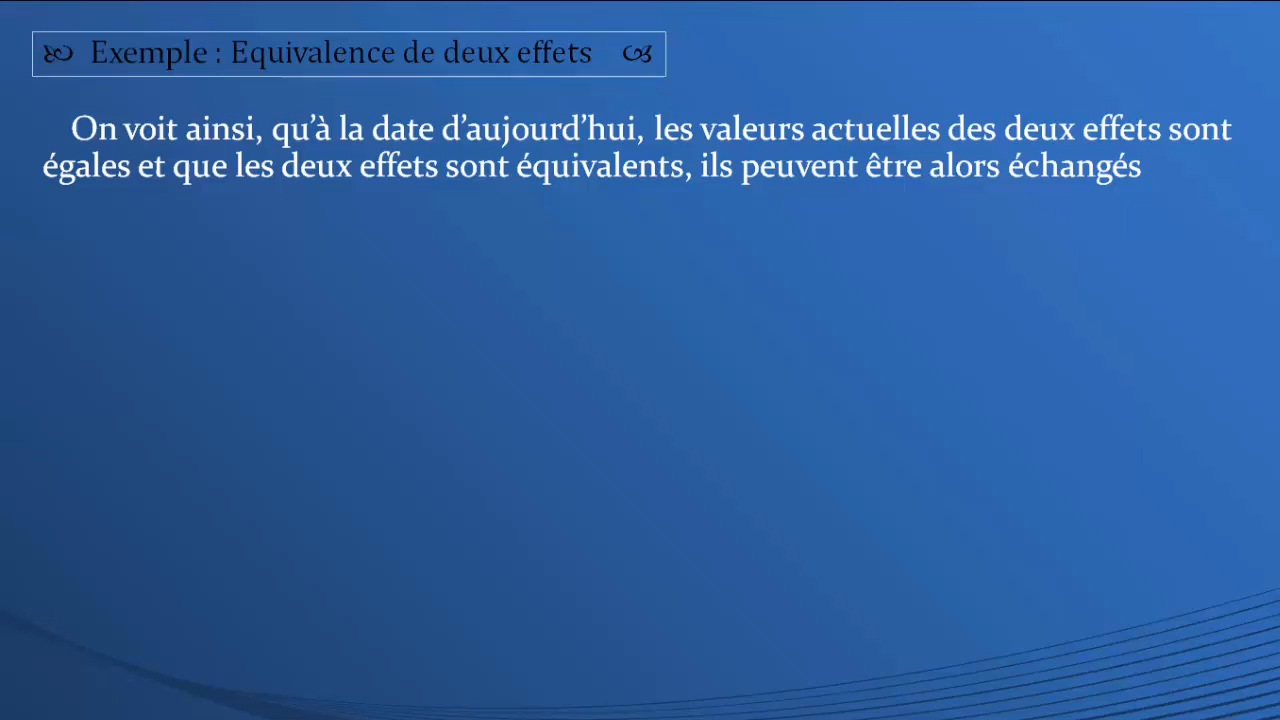 Exemple : Equivalence de deux effets
On voit ainsi, qu’à la date d’aujourd’hui, les valeurs actuelles des deux effets sont
égales et que les deux effets sont équivalents, ils peuvent être alors échangés